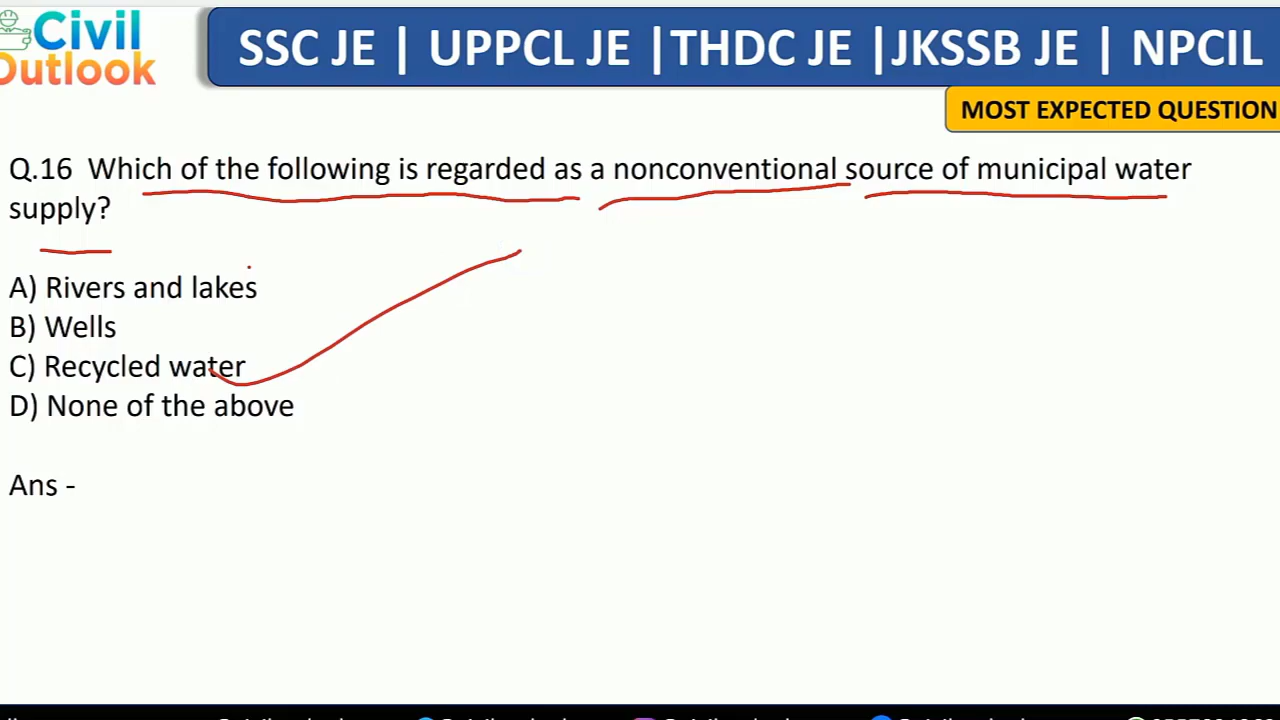 Civil
Outlook
SSC JE | UPPCL JE |THDC JE |JKSSB JE | NPCIL
MOST EXPECTED QUESTION
Q.16 Which of the following is regarded as a nonconventional source of municipal water
supply?
A) Rivers and lakes
B) Wells
C) Recycled water
D) None of the above
Ans -